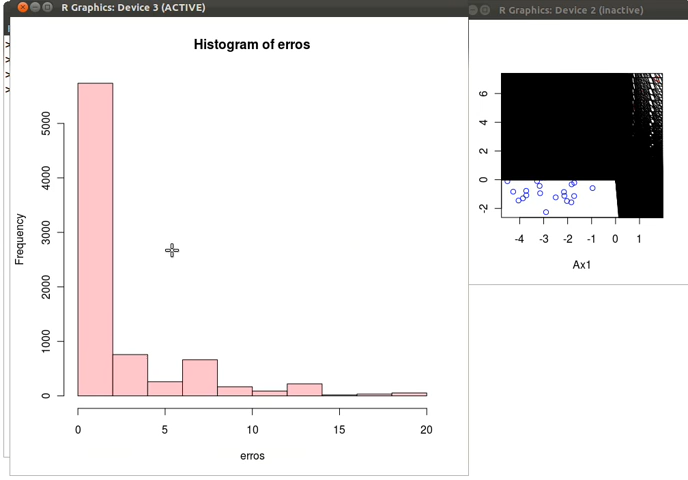 R Graphics: Device 3 (ACTIVE)
Histogram of erros
Frequency
5000
4000
3000
2000
1000
0
0 5 10 15 20
erros
R Graphics: Device 2 (inactive)
6
4
2
0
-2
-4 -3 -2 -1 0 1
Ax1